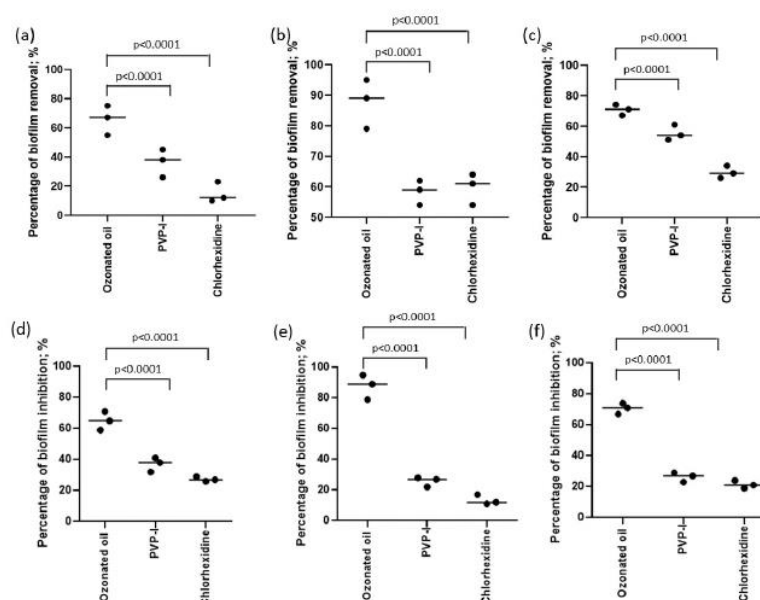 (a)
p<0.0001
p<0.0001
Percentage of biofilm removal; %
100
80
60
40
20
0
Ozonated oil
PVP-I
Chlorhexidine
(b)
p<0.0001
p<0.0001
Percentage of biofilm removal; %
100
90
80
70
60
50
Ozonated oil
PVP-I
Chlorhexidine
(c)
p<0.0001
p<0.0001
Percentage of biofilm removal; %
100
80
60
40
20
0
Ozonated oil
PVP-I
Chlorhexidine
(d)
p<0.0001
p<0.0001
Percentage of biofilm inhibition; %
100
80
60
40
20
0
Ozonated oil
PVP-I
Chlorhexidine
(e)
p<0.0001
p<0.0001
Percentage of biofilm inhibition; %
100
80
60
40
20
0
Ozonated oil
PVP-I
Chlorhexidine
(f)
p<0.0001
p<0.0001
Percentage of biofilm inhibition; %
100
80
60
40
20
0
Ozonated oil
PVP-I
Chlorhexidine